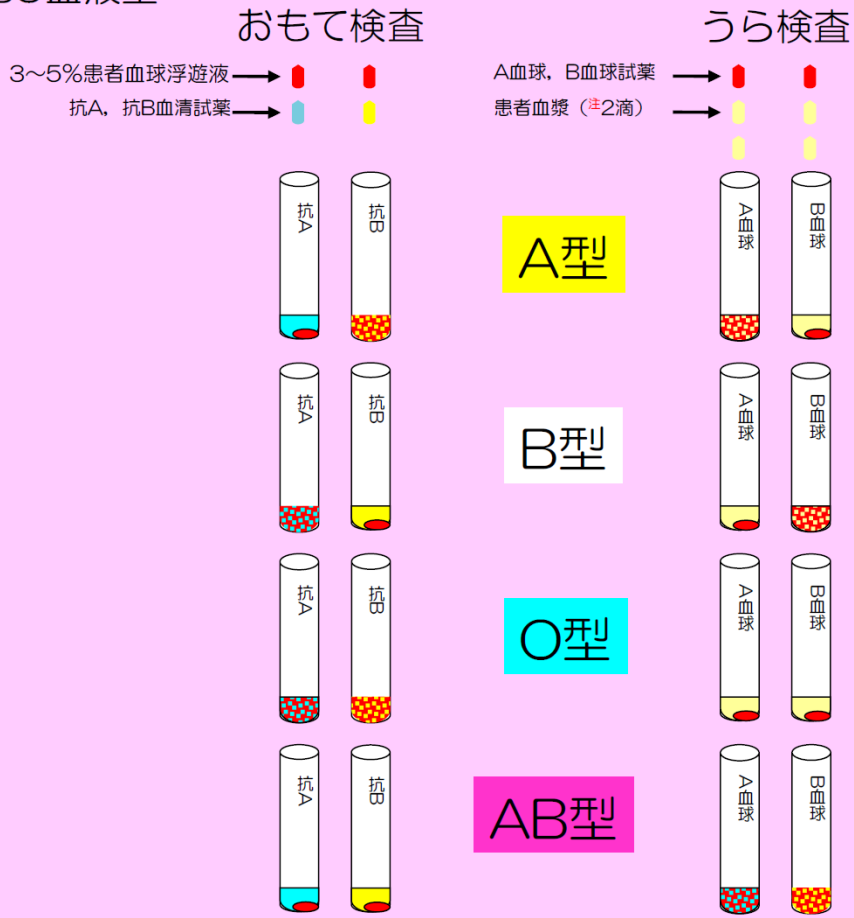 おもて検査
うら検査
3～5%患者血球浮遊液
抗A，抗B血清試薬
A血球，B血球試薬
患者血漿（注2滴）
抗A
抗B
A型
A血球
B血球
抗A
抗B
B型
A血球
B血球
抗A
抗B
O型
A血球
B血球
抗A
抗B
AB型
A血球
B血球